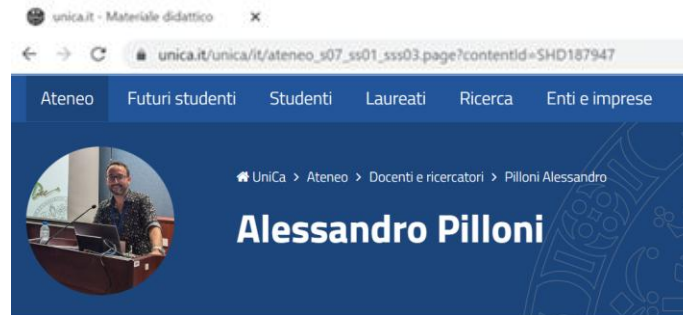 unica.it - Materiale didattico
unica.it/unica/it/ateneo_s07_ss01_sss03.page?contentId=SHD187947
Ateneo Futuri studenti Studenti Laureati Ricerca Enti e imprese
UniCa > Ateneo > Docenti e ricercatori > Pilloni Alessandro
Alessandro Pilloni